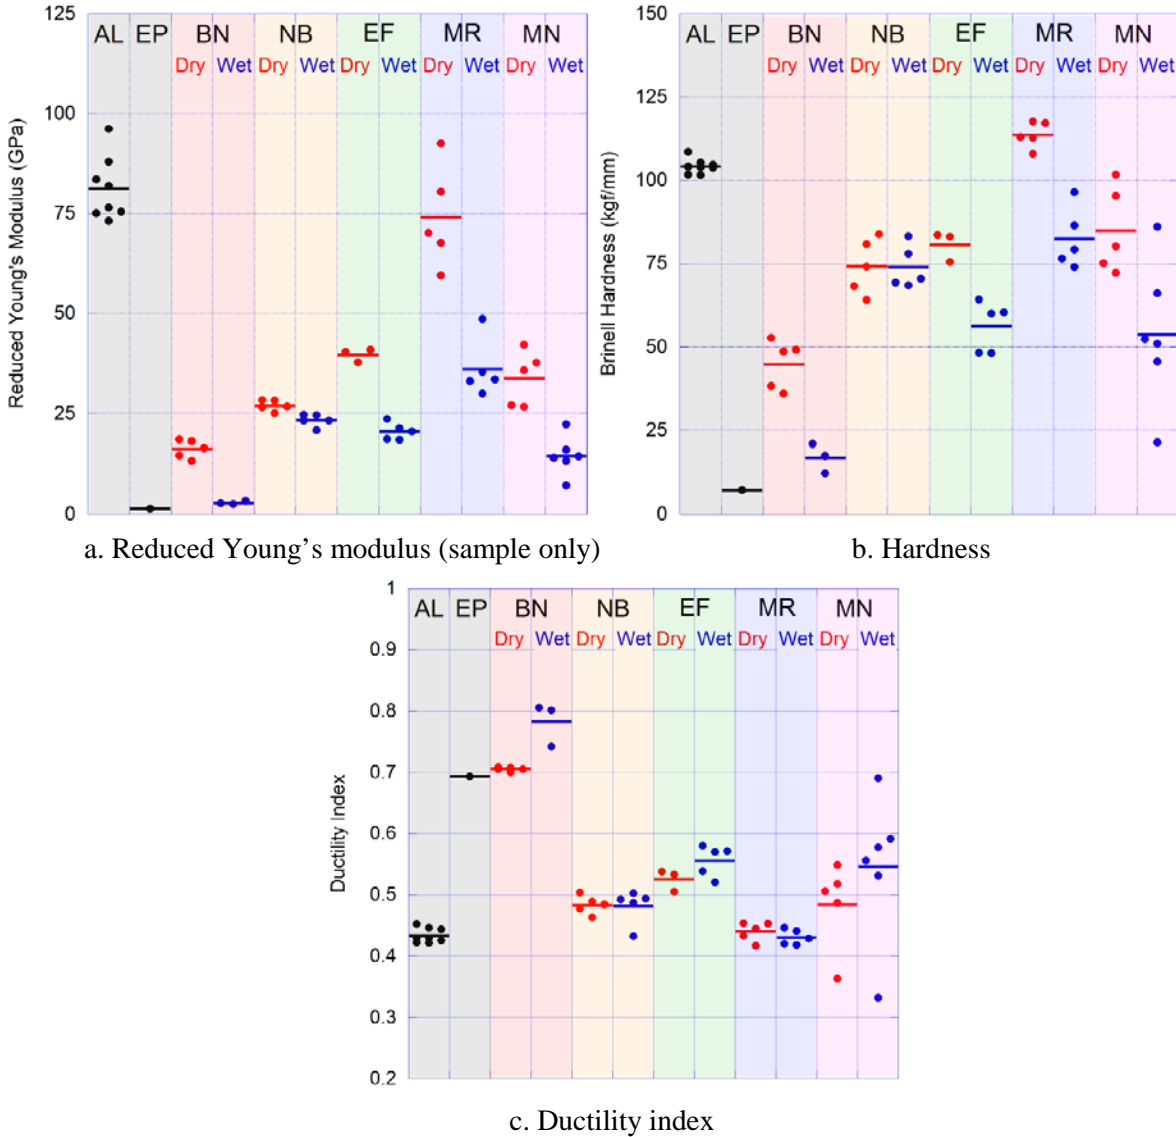 125
100
75
50
25
0
Reduced Young's Modulus (GPa)
AL EP BN NB EF MR MN
Dry Wet Dry Wet Dry Wet Dry Wet Dry Wet
a. Reduced Young's modulus (sample only)
150
125
100
75
50
25
0
Brinell Hardness (kgf/mm)
AL EP BN NB EF MR MN
Dry Wet Dry Wet Dry Wet Dry Wet Dry Wet
b. Hardness
1
0.9
0.8
0.7
0.6
0.5
0.4
0.3
0.2
Ductility Index
AL EP BN NB EF MR MN
Dry Wet Dry Wet Dry Wet Dry Wet Dry Wet
c. Ductility index